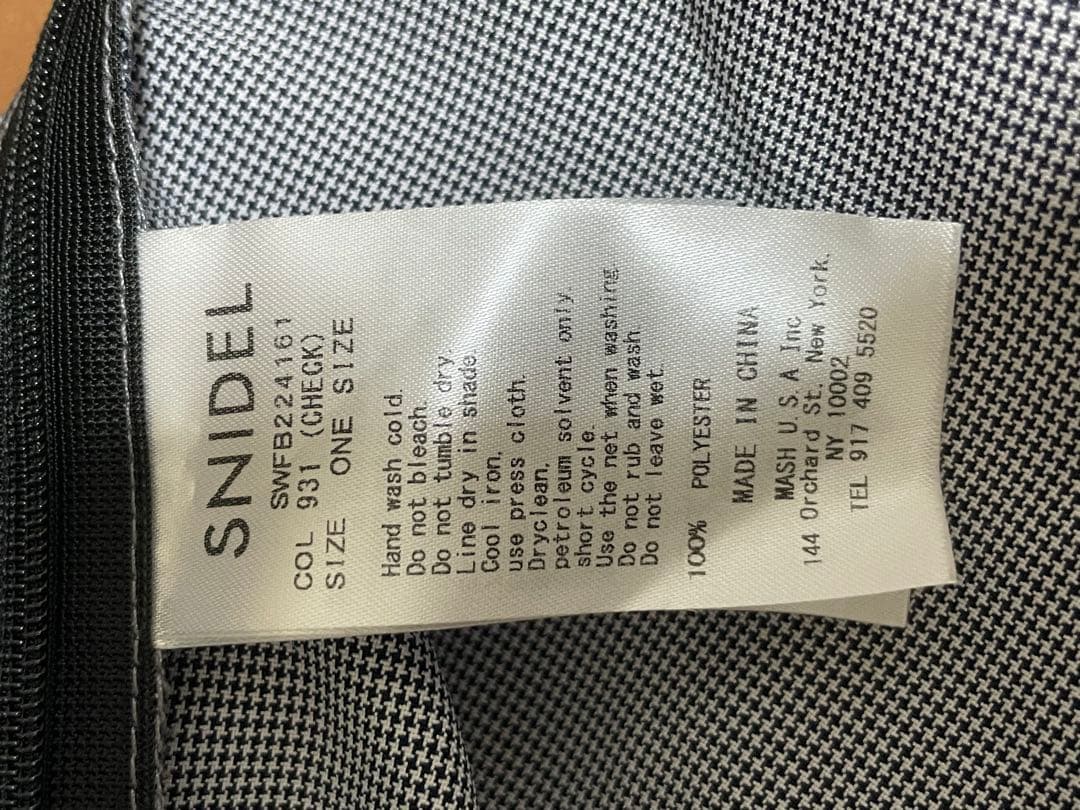 SNIDEL
SWFB224161
COL 931 (CHECK)
SIZE ONE SIZE
Hand wash cold.
Do not bleach.
Do not tumble dry.
Line dry in shade
Cool iron.
use press cloth.
Dryclean.
petroleum solvent only.
short cycle.
Use the net when washing
Do not rub and wash
Do not leave wet.
100% POLYESTER
MADE IN CHINA
MASH U.S.A Inc
144 Orchard St. New York.
NY 10002
TEL 917 409 5520